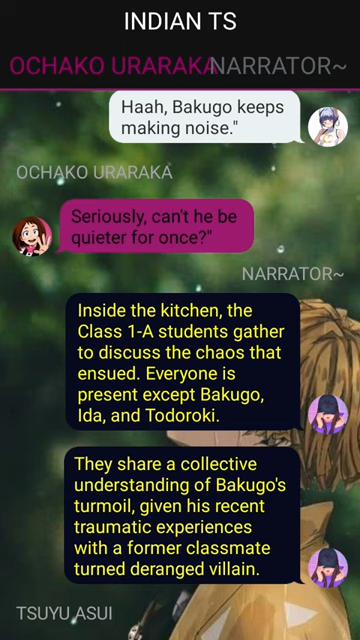 INDIAN TS
OCHAKO URARAKA NARRATOR~
Haah, Bakugo keeps
making noise."
OCHAKO URARAKA
Seriously, can't he be
quieter for once?"
NARRATOR~
Inside the kitchen, the
Class 1-A students gather
to discuss the chaos that
ensued. Everyone is
present except Bakugo,
Ida, and Todoroki.
They share a collective
understanding of Bakugo's
turmoil, given his recent
traumatic experiences
with a former classmate
turned deranged villain.
TSUYU ASUI